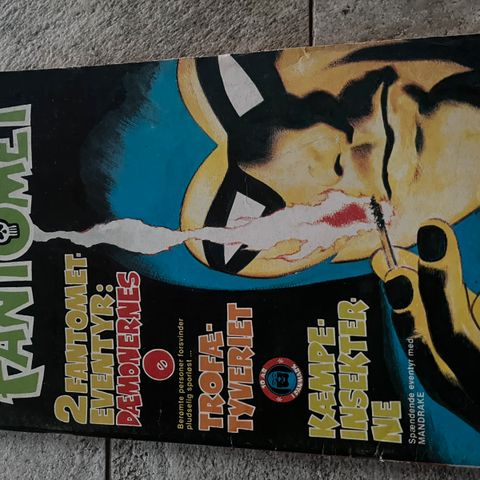 FANTOMET
2 FANTOMET-
EVENTYR:
DÆMONERNES
Ø
Berømte personer forsvinder
pludselig sporløst ...
TROFÆ-
TYVERIET
KÆMPE-
INSEKTER-
NE
Spændende eventyr med
MANDRAKE